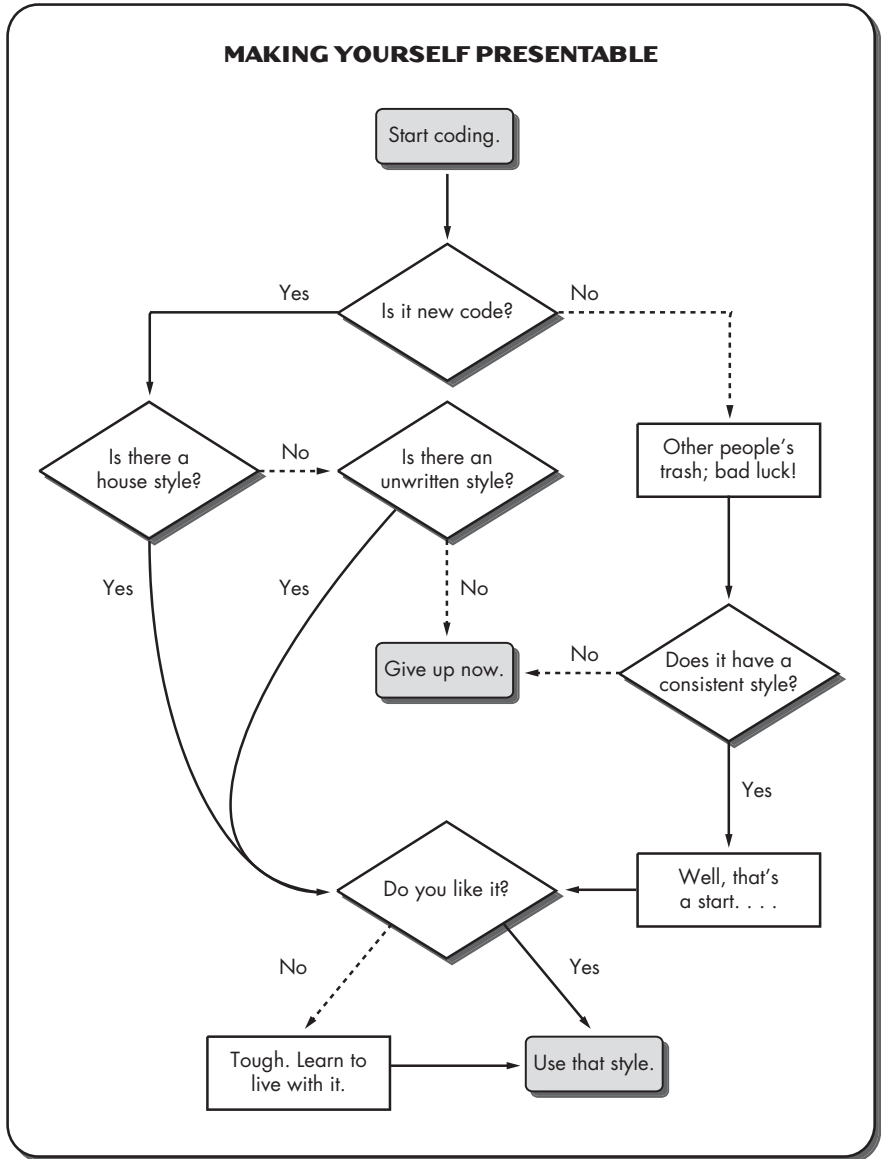 MAKING YOURSELF PRESENTABLE
Start coding.
Yes
No
Is it new code?
Is there a
house style?
No
Is there an
unwritten style?
Other people's
trash; bad luck!
Yes
Yes
No
Give up now.
No
Does it have a
consistent style?
Yes
Do you like it?
Well, that's
a start. . . .
No
Yes
Tough. Learn to
live with it.
Use that style.